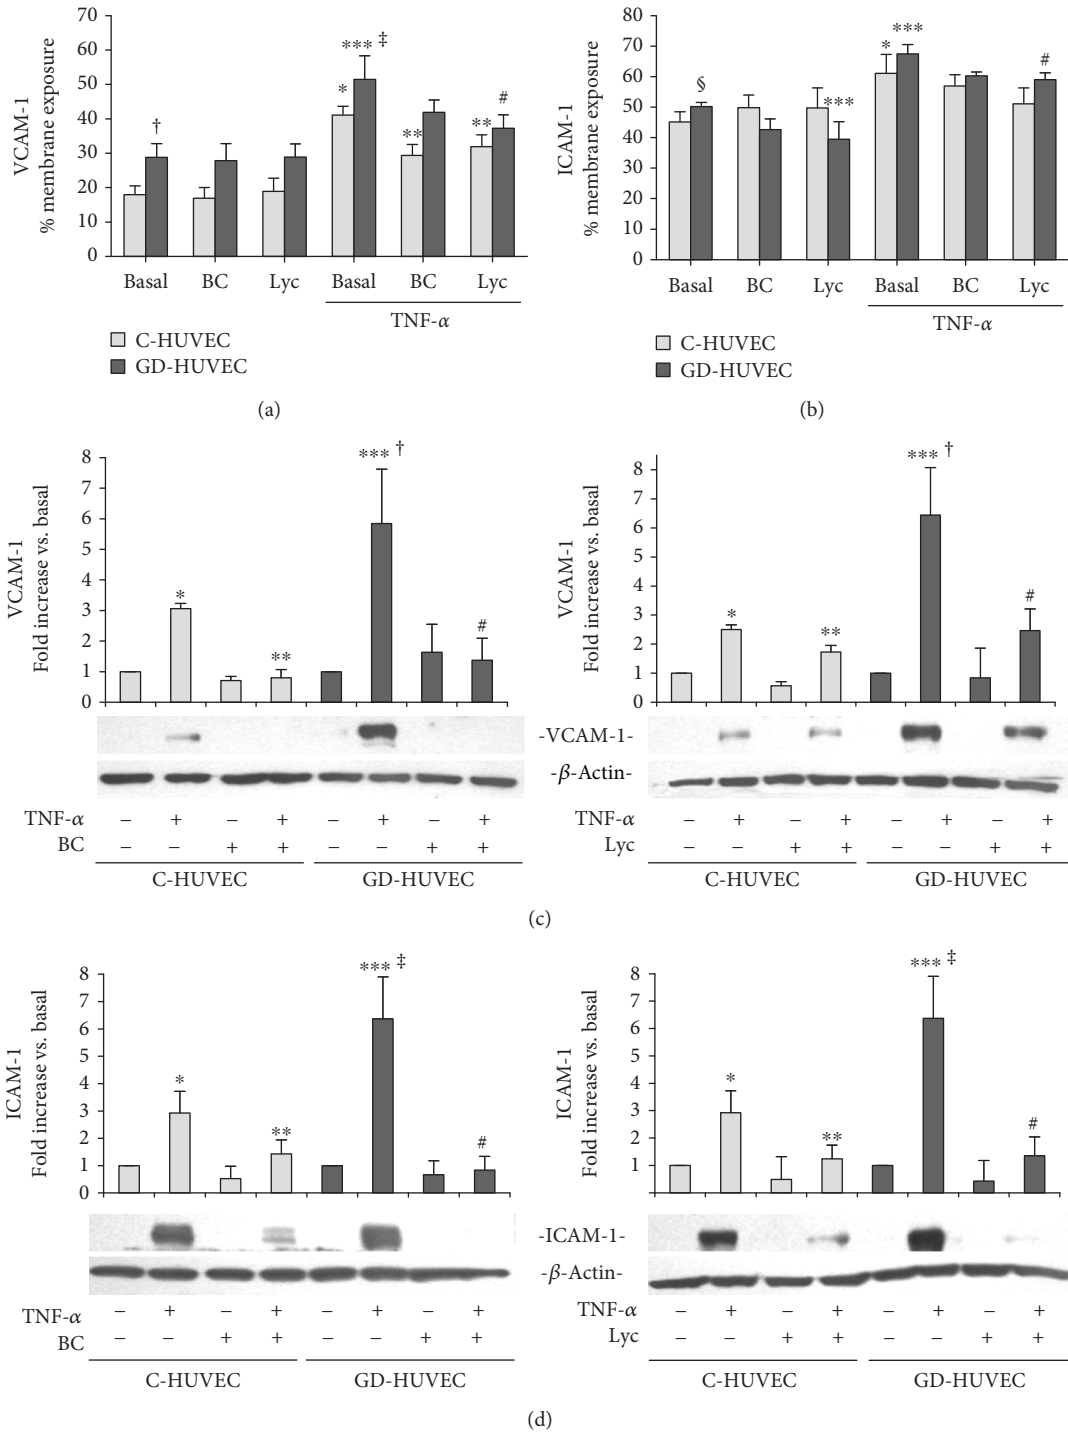 VCAM-1
% membrane exposure
70
60
50
40
30
20
10
0
†
*
*** ‡
**
**
#
Basal BC Lyc Basal BC Lyc
TNF-α
C-HUVEC
GD-HUVEC
(a)
ICAM-1
% membrane exposure
80
70
60
50
40
30
20
10
0
§
***
*
***
#
Basal BC Lyc Basal BC Lyc
TNF-α
C-HUVEC
GD-HUVEC
(b)
VCAM-1
Fold increase vs. basal
8
7
6
5
4
3
2
1
0
*
**
*** †
#
-VCAM-1-
-β-Actin-
TNF-α − + − + − + − +
BC − − + + − − + +
C-HUVEC GD-HUVEC
VCAM-1
Fold increase vs. basal
8
7
6
5
4
3
2
1
0
*
**
*** †
#
TNF-α − + − + − + − +
Lyc − − + + − − + +
C-HUVEC GD-HUVEC
(c)
ICAM-1
Fold increase vs. basal
8
7
6
5
4
3
2
1
0
*
**
*** ‡
#
-ICAM-1-
-β-Actin-
TNF-α − + − + − + − +
BC − − + + − − + +
C-HUVEC GD-HUVEC
ICAM-1
Fold increase vs. basal
8
7
6
5
4
3
2
1
0
*
**
*** ‡
#
TNF-α − + − + − + − +
Lyc − − + + − − + +
C-HUVEC GD-HUVEC
(d)